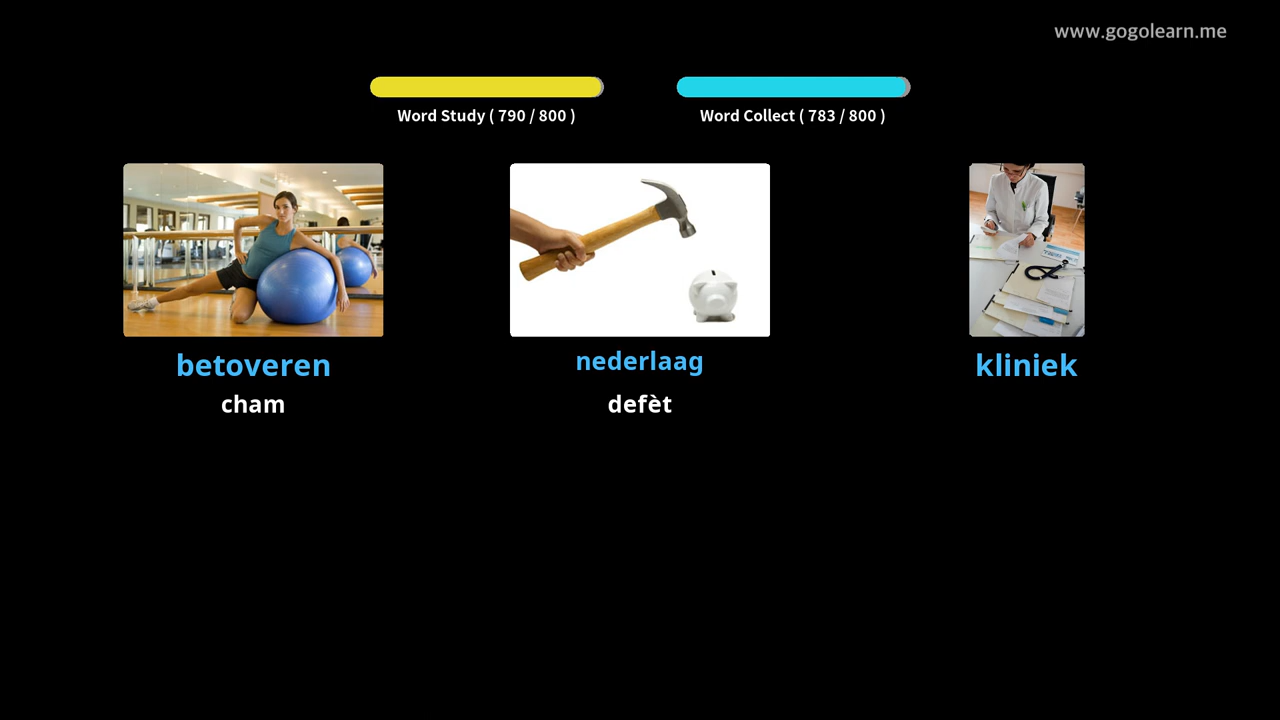 www.gogolearn.me
Word Study ( 790 / 800 )
Word Collect ( 783 / 800 )
betoveren
nederlaag
kliniek
cham
defèt